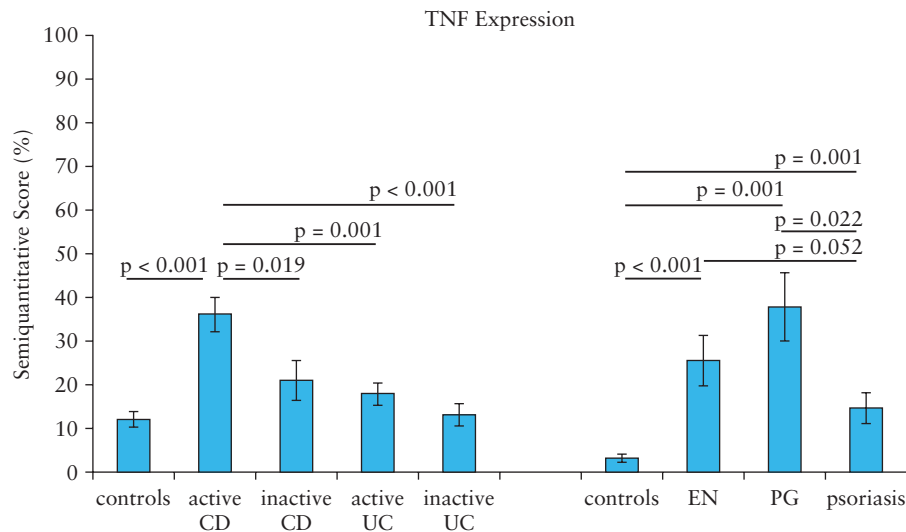 TNF Expression
Semiquantitative Score (%)
100
90
80
70
60
50
40
30
20
10
0
p = 0.001
p < 0.001
p = 0.001
p = 0.001
p = 0.022
p = 0.052
p < 0.001
p = 0.019
p < 0.001
controls
active
CD
inactive
CD
active
UC
inactive
UC
controls
EN
PG
psoriasis